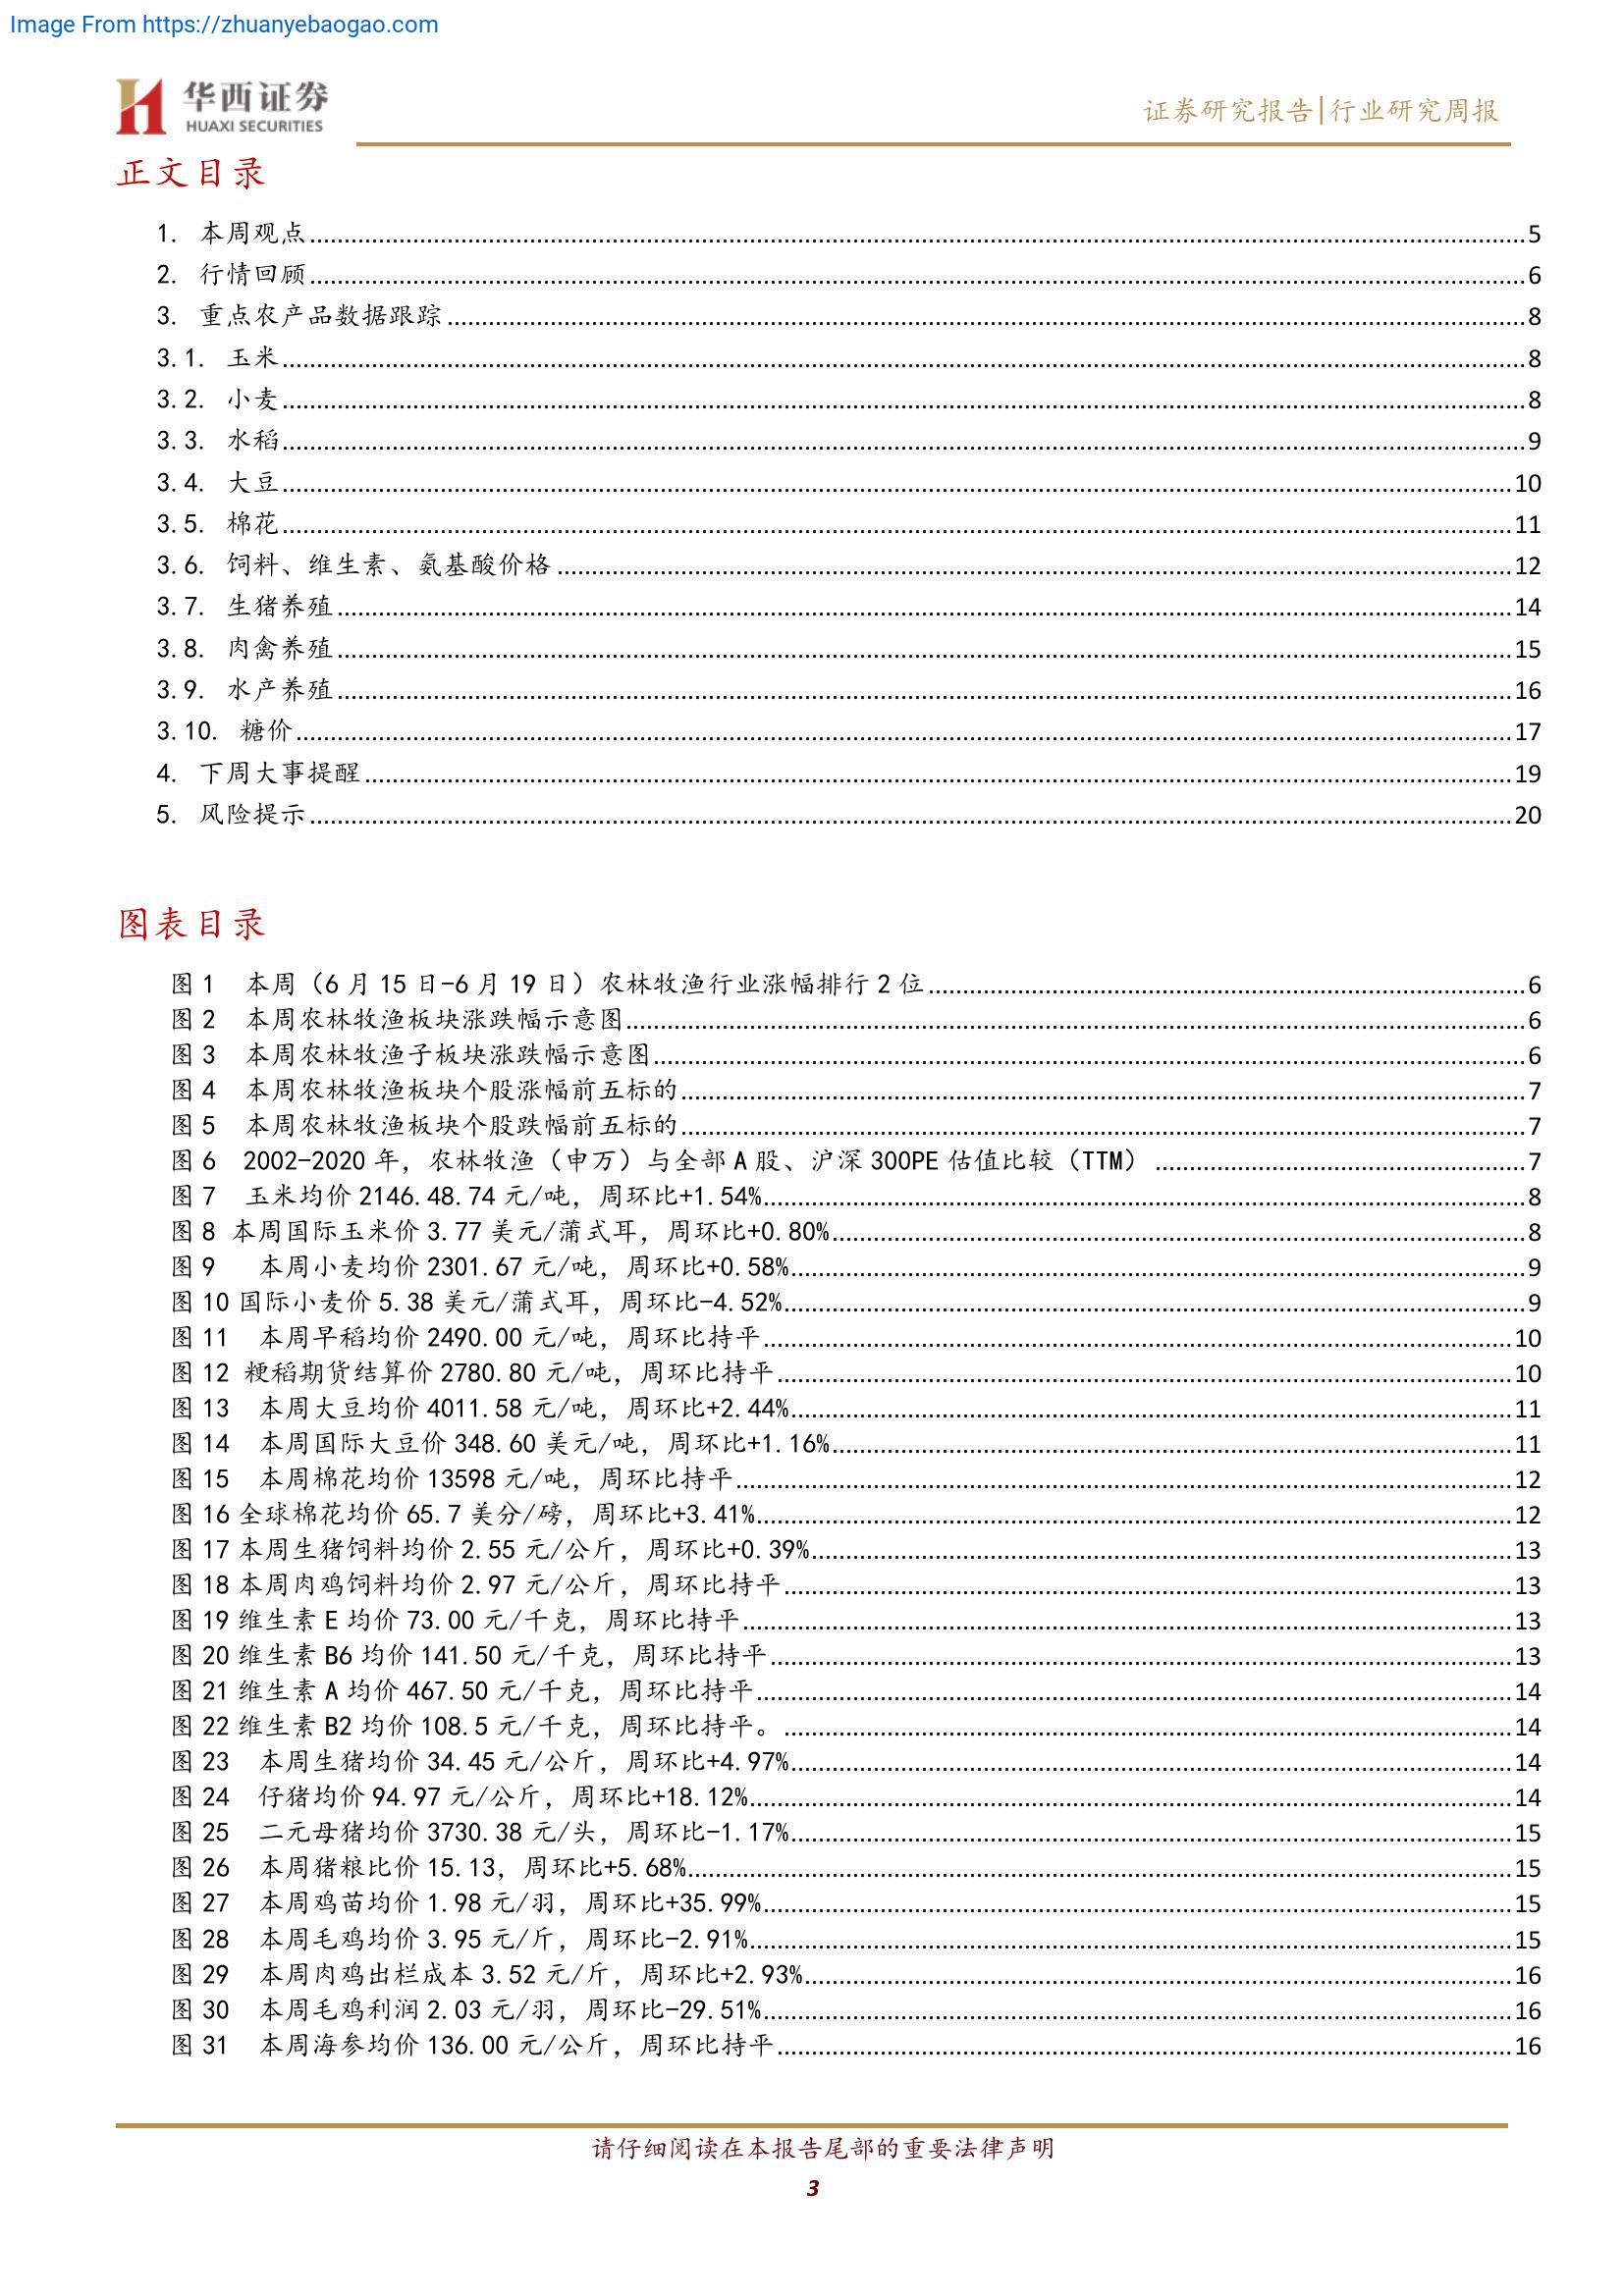 Image From https://zhuanyebaogao.com
华西证券
HUAXI SECURITIES
证券研究报告|行业研究周报
正文目录
1. 本周观点 5
2. 行情回顾 6
3. 重点农产品数据跟踪 8
3.1. 玉米 8
3.2. 小麦 8
3.3. 水稻 9
3.4. 大豆 10
3.5. 棉花 11
3.6. 饲料、维生素、氨基酸价格 12
3.7. 生猪养殖 14
3.8. 肉禽养殖 15
3.9. 水产养殖 16
3.10. 糖价 17
4. 下周大事提醒 19
5. 风险提示 20
图表目录
图 1 本周（6 月 15 日-6 月 19 日）农林牧渔行业涨幅排行 2 位 6
图 2 本周农林牧渔板块涨跌幅示意图 6
图 3 本周农林牧渔子板块涨跌幅示意图 6
图 4 本周农林牧渔板块个股涨幅前五标的 7
图 5 本周农林牧渔板块个股跌幅前五标的 7
图 6 2002-2020 年，农林牧渔（申万）与全部 A 股、沪深 300PE 估值比较（TTM） 7
图 7 玉米均价 2146.48.74 元/吨，周环比+1.54% 8
图 8 本周国际玉米价 3.77 美元/蒲式耳，周环比+0.80% 8
图 9 本周小麦均价 2301.67 元/吨，周环比+0.58% 9
图 10 国际小麦价 5.38 美元/蒲式耳，周环比-4.52% 9
图 11 本周早稻均价 2490.00 元/吨，周环比持平 10
图 12 粳稻期货结算价 2780.80 元/吨，周环比持平 10
图 13 本周大豆均价 4011.58 元/吨，周环比+2.44% 11
图 14 本周国际大豆价 348.60 美元/吨，周环比+1.16% 11
图 15 本周棉花均价 13598 元/吨，周环比持平 12
图 16 全球棉花均价 65.7 美分/磅，周环比+3.41% 12
图 17 本周生猪饲料均价 2.55 元/公斤，周环比+0.39% 13
图 18 本周肉鸡饲料均价 2.97 元/公斤，周环比持平 13
图 19 维生素 E 均价 73.00 元/千克，周环比持平 13
图 20 维生素 B6 均价 141.50 元/千克，周环比持平 13
图 21 维生素 A 均价 467.50 元/千克，周环比持平 14
图 22 维生素 B2 均价 108.5 元/千克，周环比持平。 14
图 23 本周生猪均价 34.45 元/公斤，周环比+4.97% 14
图 24 仔猪均价 94.97 元/公斤，周环比+18.12% 14
图 25 二元母猪均价 3730.38 元/头，周环比-1.17% 15
图 26 本周猪粮比价 15.13，周环比+5.68% 15
图 27 本周鸡苗均价 1.98 元/羽，周环比+35.99% 15
图 28 本周毛鸡均价 3.95 元/斤，周环比-2.91% 15
图 29 本周肉鸡出栏成本 3.52 元/斤，周环比+2.93% 16
图 30 本周毛鸡利润 2.03 元/羽，周环比-29.51% 16
图 31 本周海参均价 136.00 元/公斤，周环比持平 16
请仔细阅读在本报告尾部的重要法律声明
3